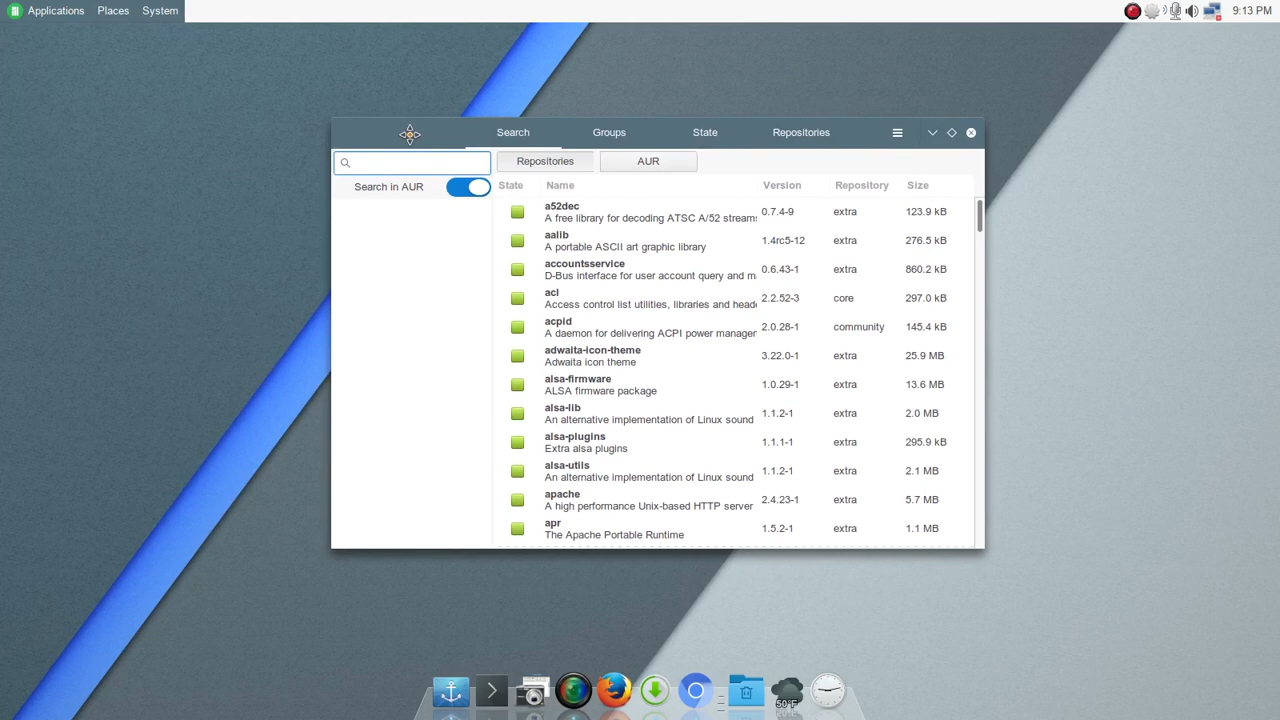 Applications Places System 9:13 PM
Search Groups State Repositories
Repositories AUR
Search in AUR
State Name Version Repository Size
a52dec
A free library for decoding ATSC A/52 streams 0.7.4-9 extra 123.9 kB
aalib
A portable ASCII art graphic library 1.4rc5-12 extra 276.5 kB
accountsservice
D-Bus interface for user account query and m 0.6.43-1 extra 860.2 kB
acl
Access control list utilities, libraries and heade 2.2.52-3 core 297.0 kB
acpid
A daemon for delivering ACPI power manager 2.0.28-1 community 145.4 kB
adwaita-icon-theme
Adwaita icon theme 3.22.0-1 extra 25.9 MB
alsa-firmware
ALSA firmware package 1.0.29-1 extra 13.6 MB
alsa-lib
An alternative implementation of Linux sound 1.1.2-1 extra 2.0 MB
alsa-plugins
Extra alsa plugins 1.1.1-1 extra 295.9 kB
alsa-utils
An alternative implementation of Linux sound 1.1.2-1 extra 2.1 MB
apache
A high performance Unix-based HTTP server 2.4.23-1 extra 5.7 MB
apr
The Apache Portable Runtime 1.5.2-1 extra 1.1 MB
50°F